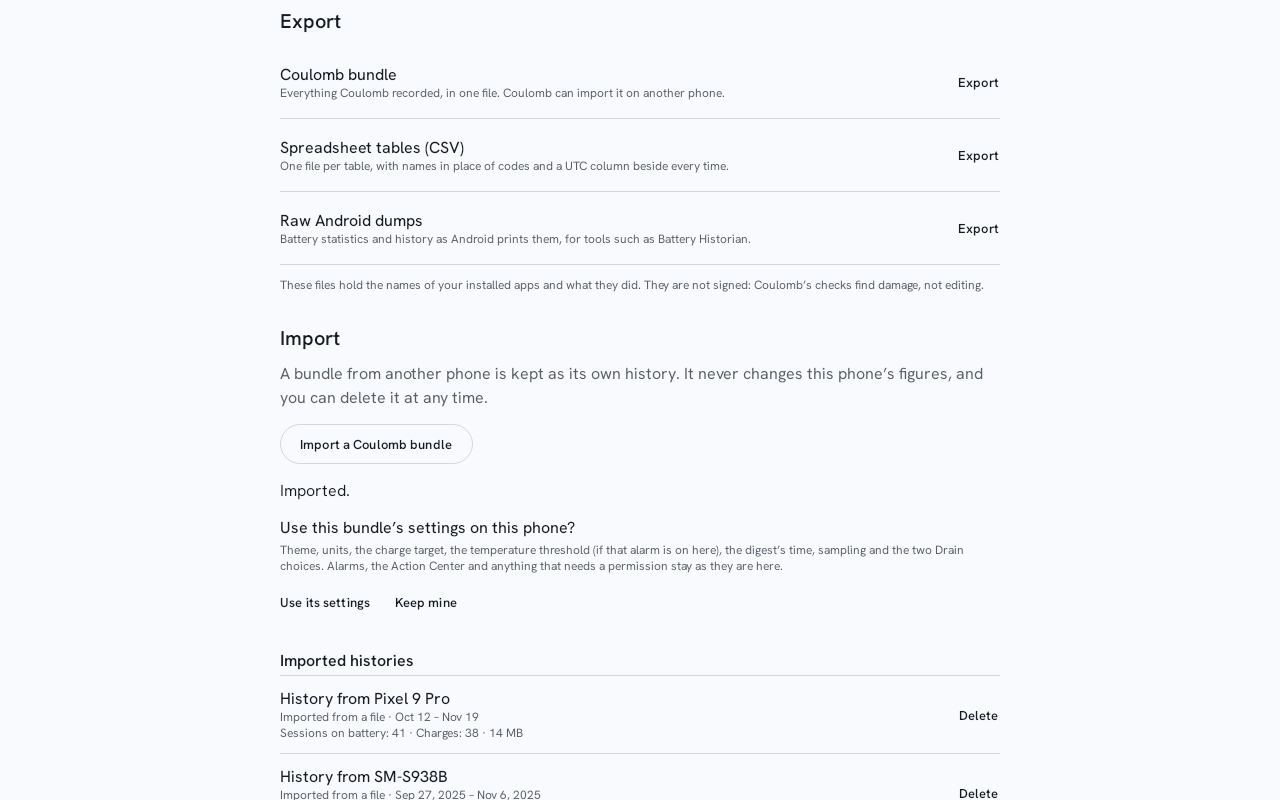 Export
Coulomb bundle
Everything Coulomb recorded, in one file. Coulomb can import it on another phone.
Export
Spreadsheet tables (CSV)
One file per table, with names in place of codes and a UTC column beside every time.
Export
Raw Android dumps
Battery statistics and history as Android prints them, for tools such as Battery Historian.
Export
These files hold the names of your installed apps and what they did. They are not signed: Coulomb’s checks find damage, not editing.
Import
A bundle from another phone is kept as its own history. It never changes this phone’s figures, and
you can delete it at any time.
Import a Coulomb bundle
Imported.
Use this bundle’s settings on this phone?
Theme, units, the charge target, the temperature threshold (if that alarm is on here), the digest’s time, sampling and the two Drain
choices. Alarms, the Action Center and anything that needs a permission stay as they are here.
Use its settings
Keep mine
Imported histories
History from Pixel 9 Pro
Imported from a file · Oct 12 – Nov 19
Sessions on battery: 41 · Charges: 38 · 14 MB
Delete
History from SM-S938B
Imported from a file · Sep 27, 2025 – Nov 6, 2025
Delete